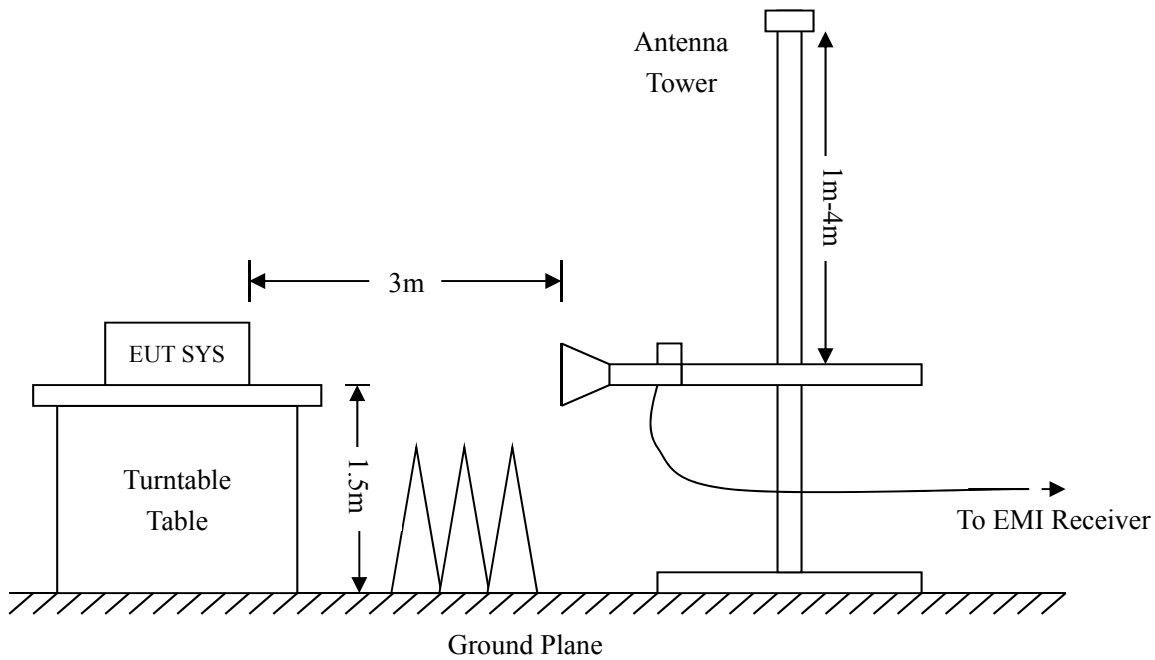 Antenna
Tower
1m-4m
3m
EUT SYS
1.5m
Turntable
Table
To EMI Receiver
Ground Plane